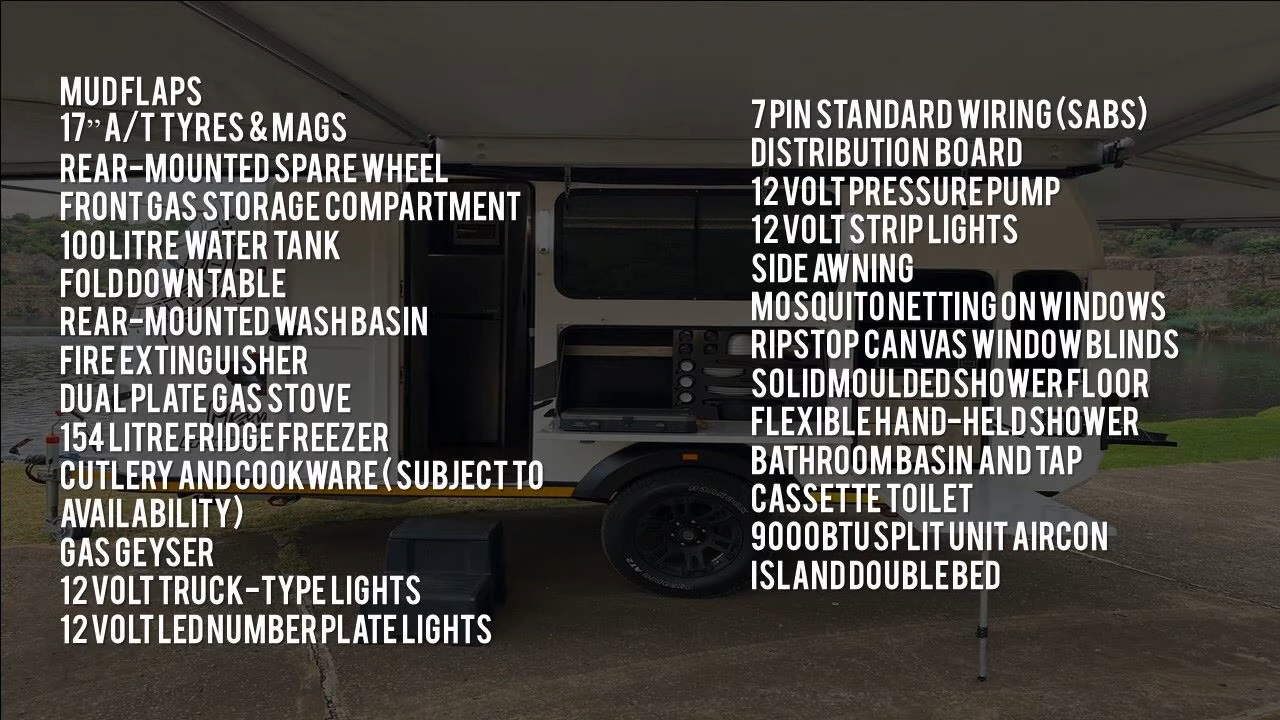 MUD FLAPS
17” A/T TYRES & MAGS
REAR-MOUNTED SPARE WHEEL
FRONT GAS STORAGE COMPARTMENT
100 LITRE WATER TANK
FOLD DOWN TABLE
REAR-MOUNTED WASH BASIN
FIRE EXTINGUISHER
DUAL PLATE GAS STOVE
154 LITRE FRIDGE FREEZER
CUTLERY AND COOKWARE ( SUBJECT TO
AVAILABILITY)
GAS GEYSER
12 VOLT TRUCK-TYPE LIGHTS
12 VOLT LED NUMBER PLATE LIGHTS
7 PIN STANDARD WIRING (SABS)
DISTRIBUTION BOARD
12 VOLT PRESSURE PUMP
12 VOLT STRIP LIGHTS
SIDE AWNING
MOSQUITO NETTING ON WINDOWS
RIPSTOP CANVAS WINDOW BLINDS
SOLID MOULDED SHOWER FLOOR
FLEXIBLE HAND-HELD SHOWER
BATHROOM BASIN AND TAP
CASSETTE TOILET
9000BTU SPLIT UNIT AIRCON
ISLAND DOUBLE BED